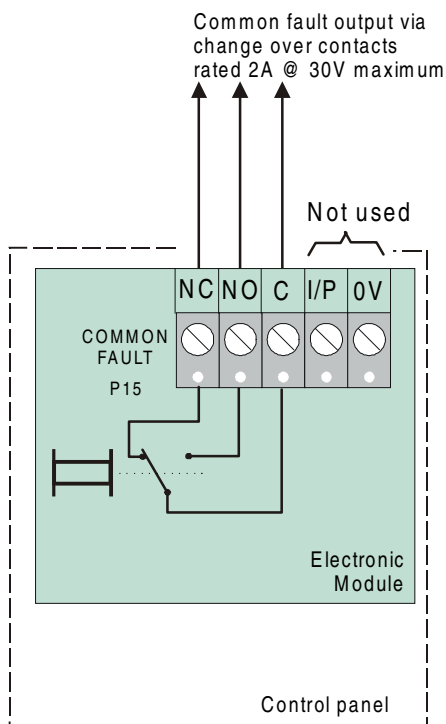 Common fault output via
change over contacts
rated 2A @ 30V maximum
Not used
NC NO C I/P 0V
COMMON
FAULT
P15
Electronic
Module
Control panel